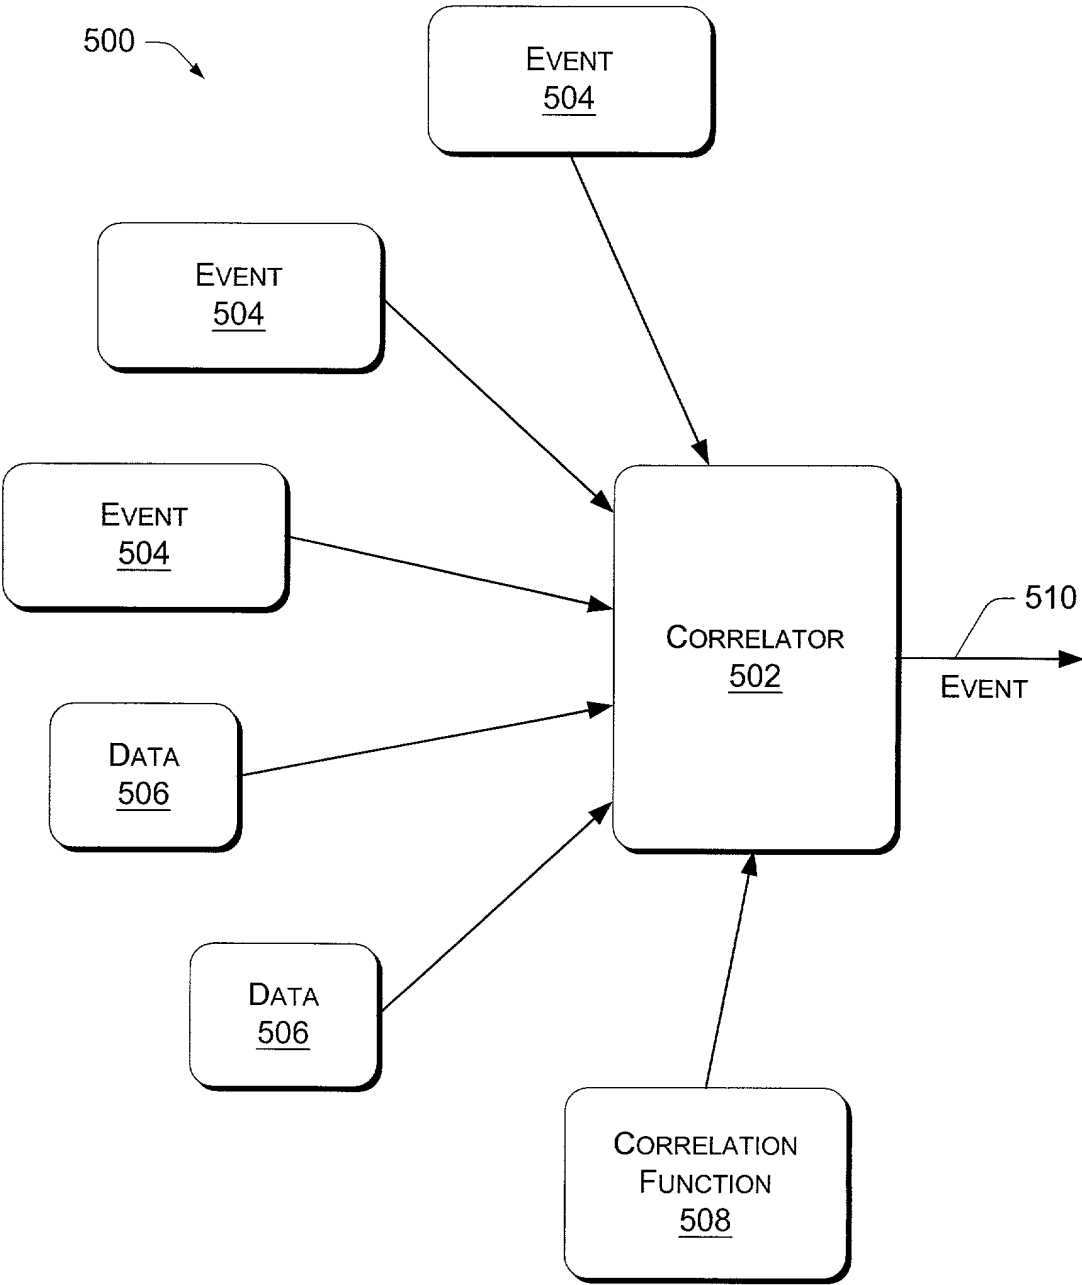 500
EVENT
504
EVENT
504
EVENT
504
510
CORRELATOR
502
EVENT
DATA
506
DATA
506
CORRELATION
FUNCTION
508